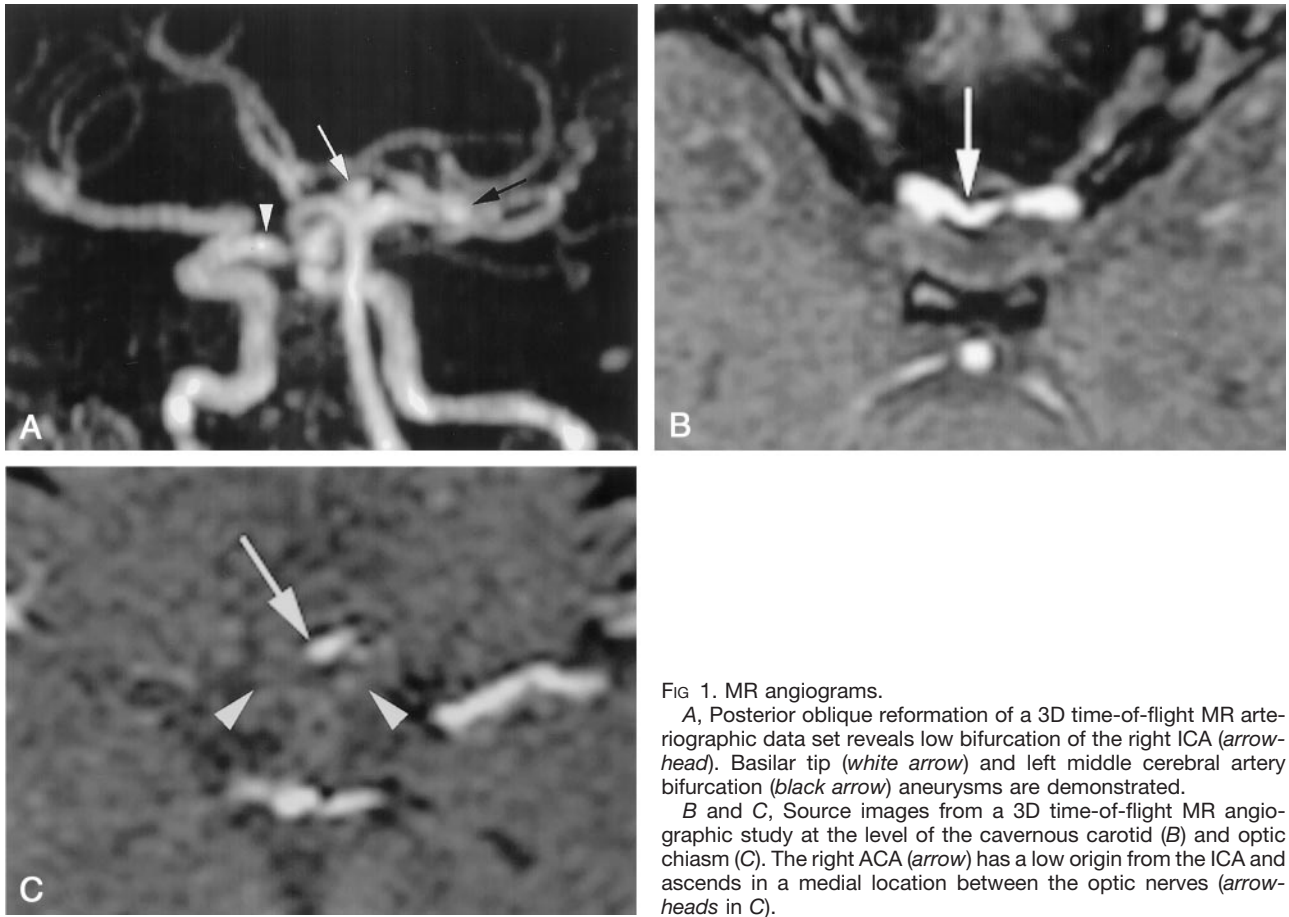 A
B
C
FIG 1. MR angiograms.
A, Posterior oblique reformation of a 3D time-of-flight MR arte-
riographic data set reveals low bifurcation of the right ICA (arrow-
head). Basilar tip (white arrow) and left middle cerebral artery
bifurcation (black arrow) aneurysms are demonstrated.
B and C, Source images from a 3D time-of-flight MR angio-
graphic study at the level of the cavernous carotid (B) and optic
chiasm (C). The right ACA (arrow) has a low origin from the ICA and
ascends in a medial location between the optic nerves (arrow-
heads in C).